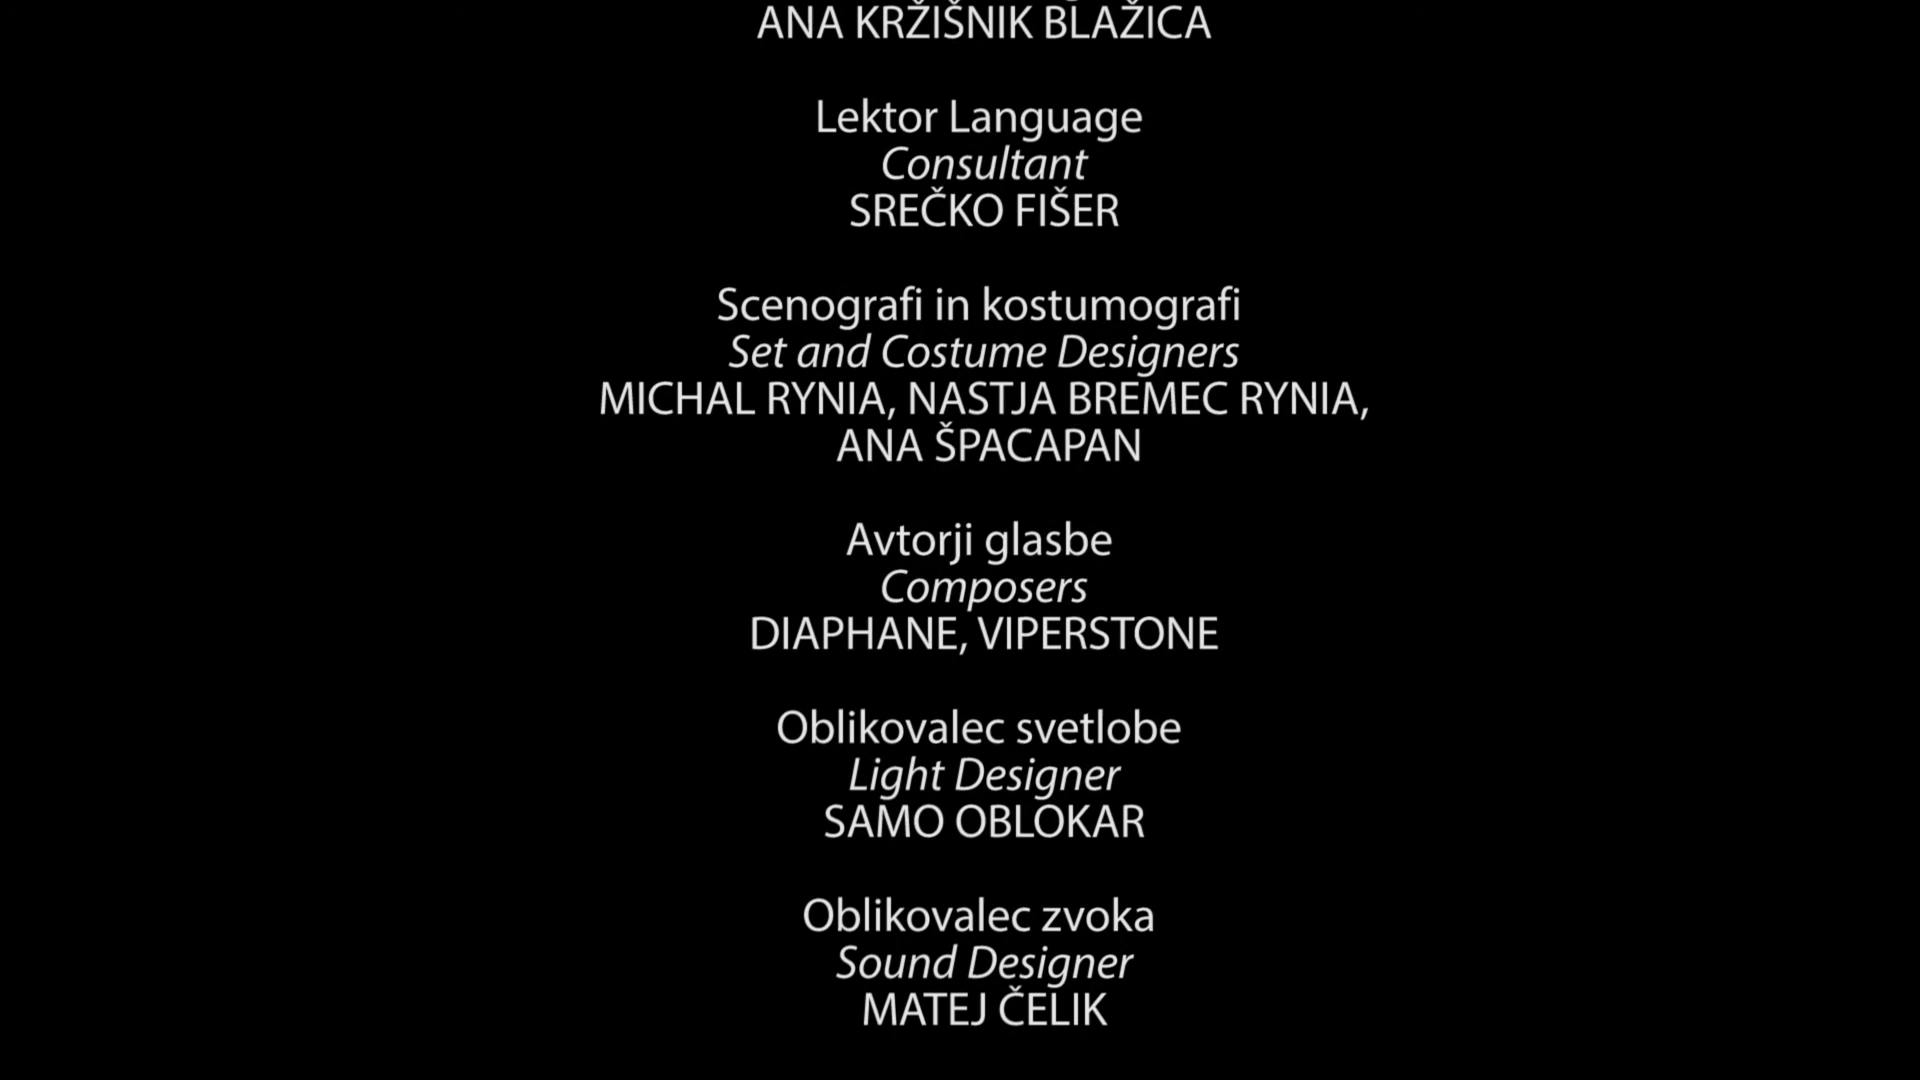 ANA KRŽIŠNIK BLAŽICA
Lektor Language
Consultant
SREČKO FIŠER
Scenografi in kostumografi
Set and Costume Designers
MICHAL RYNIA, NASTJA BREMEC RYNIA,
ANA ŠPACAPAN
Avtorji glasbe
Composers
DIAPHANE, VIPERSTONE
Oblikovalec svetlobe
Light Designer
SAMO OBLOKAR
Oblikovalec zvoka
Sound Designer
MATEJ ČELIK